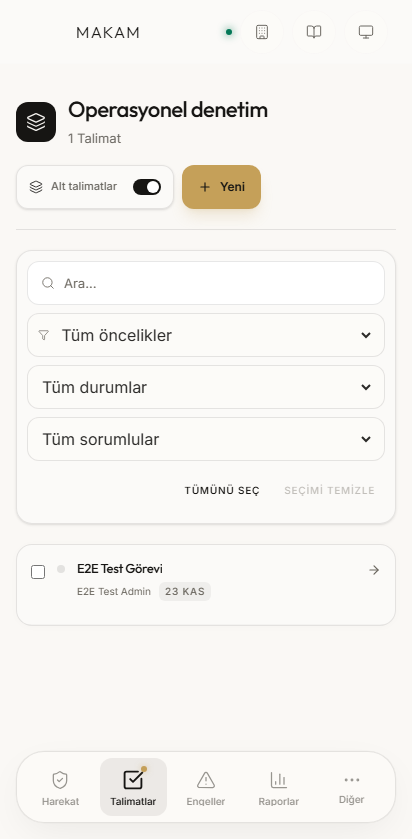 MAKAM
Operasyonel denetim
1 Talimat
Alt talimatlar
Yeni
Ara...
Tüm öncelikler
Tüm durumlar
Tüm sorumlular
TÜMÜNÜ SEÇ SEÇİMİ TEMİZLE
E2E Test Görevi
E2E Test Admin 23 KAS
Harekat Talimatlar Engeller Raporlar Diğer